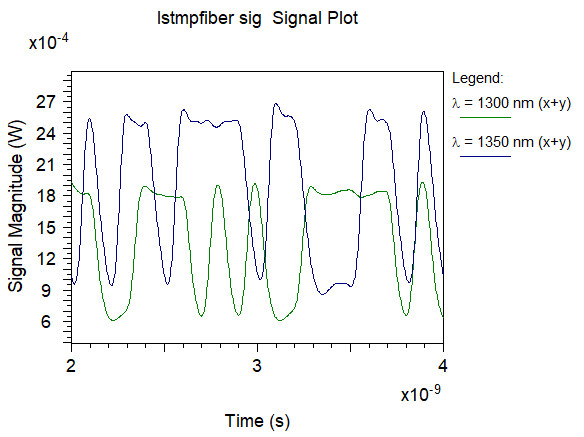 lstmpfiber sig  Signal Plot
x10-4
Legend:
λ = 1300 nm (x+y)
λ = 1350 nm (x+y)
Signal Magnitude (W)
27
24
21
18
15
12
9
6
2
3
4
x10-9
Time (s)